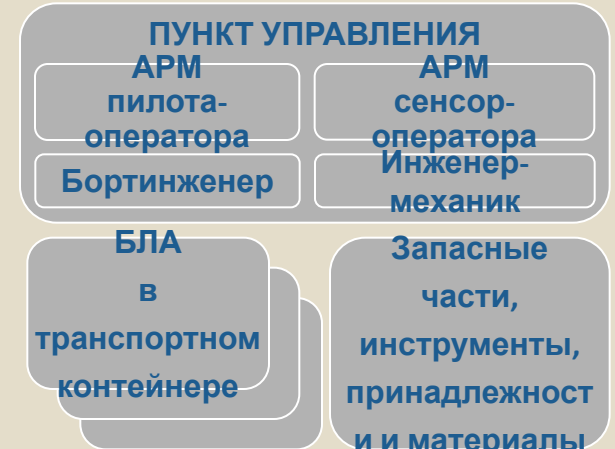 ПУНКТ УПРАВЛЕНИЯ
АРМ
пилота-
оператора
АРМ
сенсор-
оператора
Бортинженер
Инженер-
механик
БЛА
в
транспортном
контейнере
Запасные
части,
инструменты,
принадлежност
и и материалы